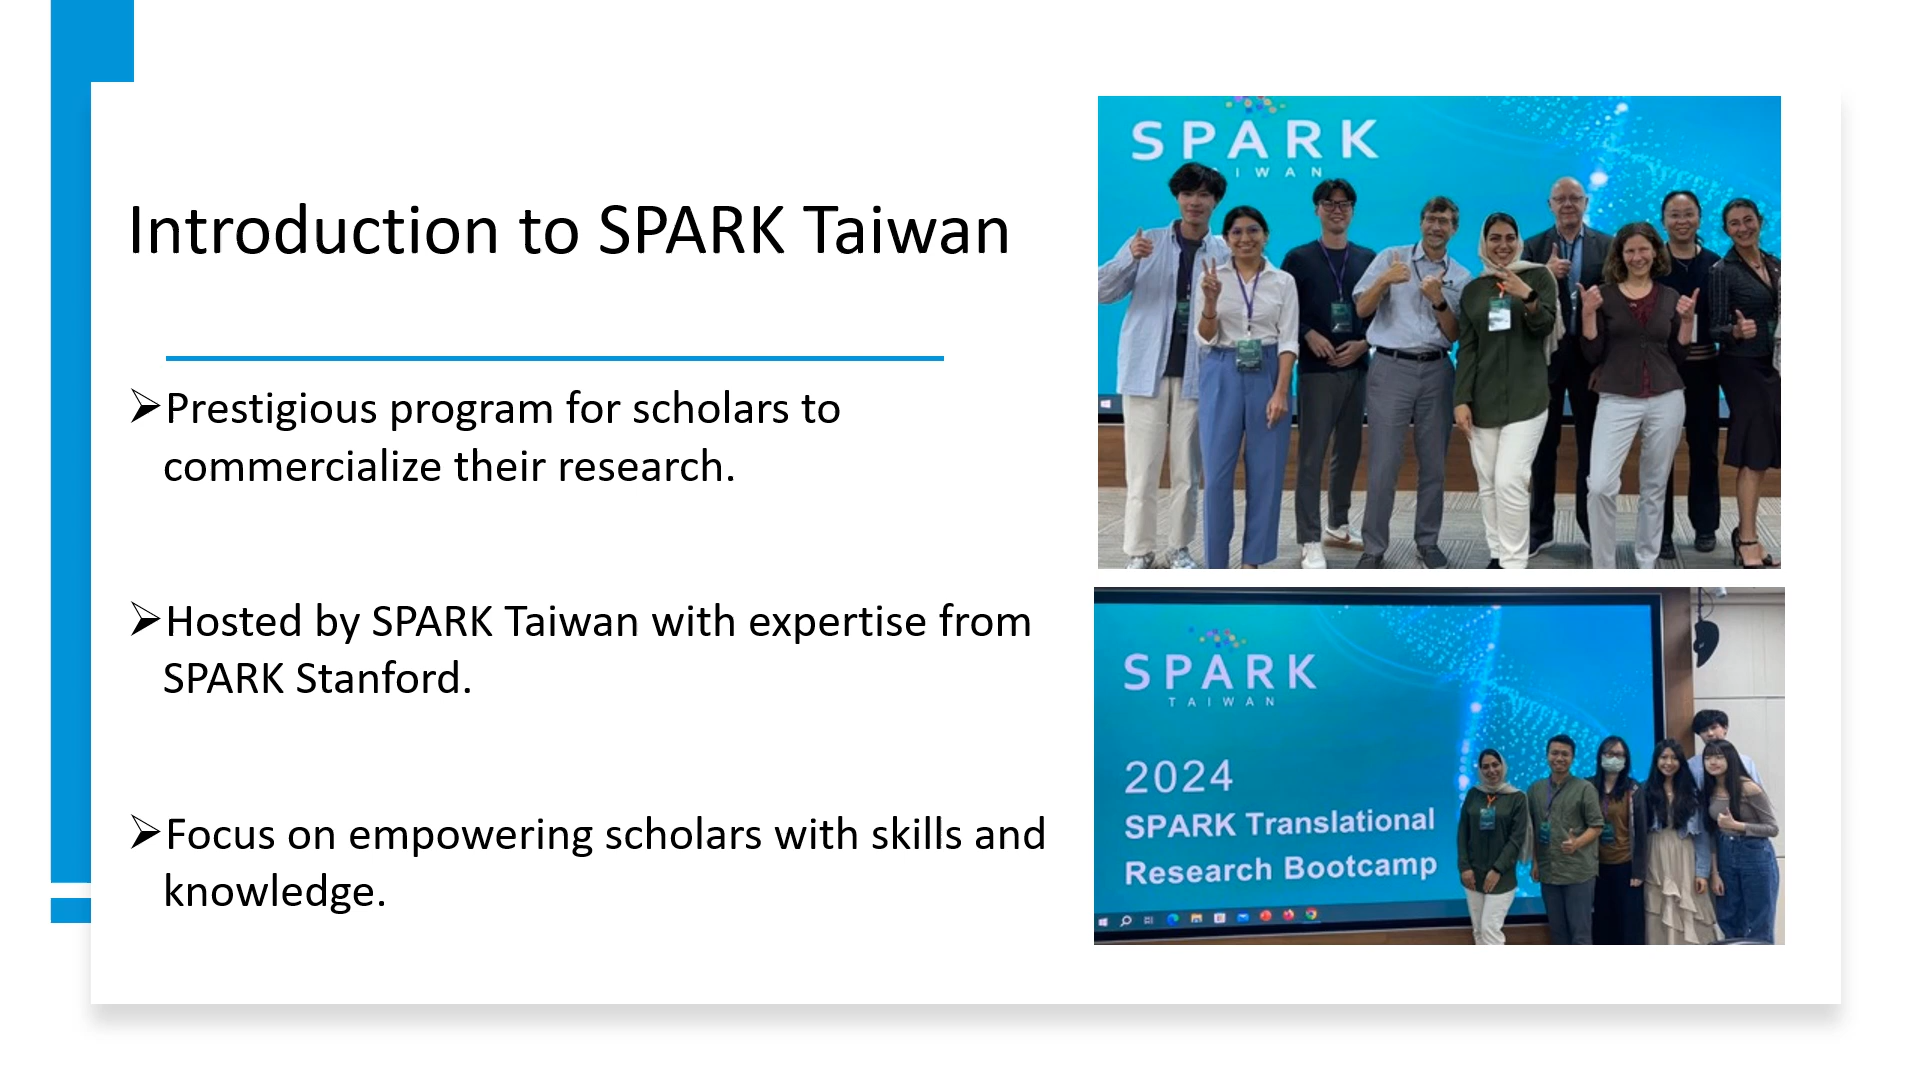 Introduction to SPARK Taiwan
➢Prestigious program for scholars to
commercialize their research.
➢Hosted by SPARK Taiwan with expertise from
SPARK Stanford.
➢Focus on empowering scholars with skills and
knowledge.
SPARK
TAIWAN
SPARK
TAIWAN
2024
SPARK Translational
Research Bootcamp